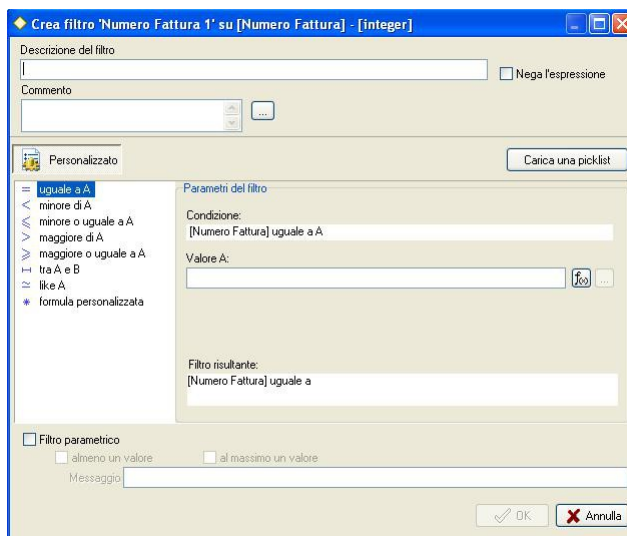 Crea filtro 'Numero Fattura 1' su [Numero Fattura] - [integer]
Descrizione del filtro
Nega l'espressione
Commento
...
Personalizzato
Carica una picklist
= uguale a A
< minore di A
⩽ minore o uguale a A
> maggiore di A
⩾ maggiore o uguale a A
tra A e B
≃ like A
* formula personalizzata
Parametri del filtro
Condizione:
[Numero Fattura] uguale a A
Valore A:
f(x) ...
Filtro risultante:
[Numero Fattura] uguale a
Filtro parametrico
almeno un valore al massimo un valore
Messaggio
OK Annulla